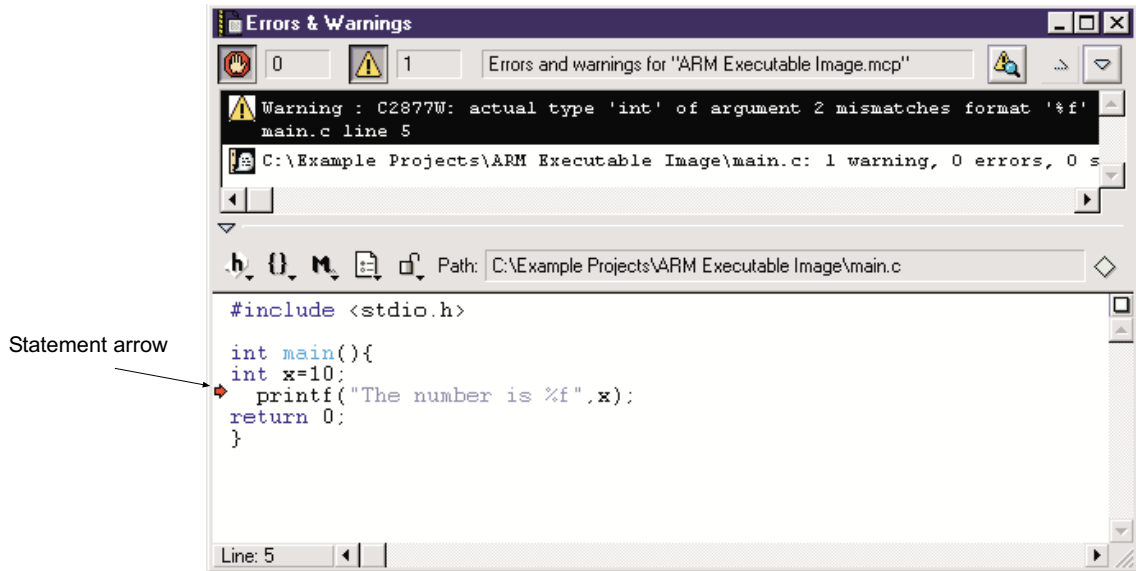 Errors & Warnings
0 1 Errors and warnings for "ARM Executable Image.mcp"
Warning : C2877W: actual type 'int' of argument 2 mismatches format '%f'
main.c line 5
C:\Example Projects\ARM Executable Image\main.c: 1 warning, 0 errors, 0 s
.h {} M Path: C:\Example Projects\ARM Executable Image\main.c
#include <stdio.h>
int main(){
int x=10;
Statement arrow
printf("The number is %f",x);
return 0;
}
Line: 5